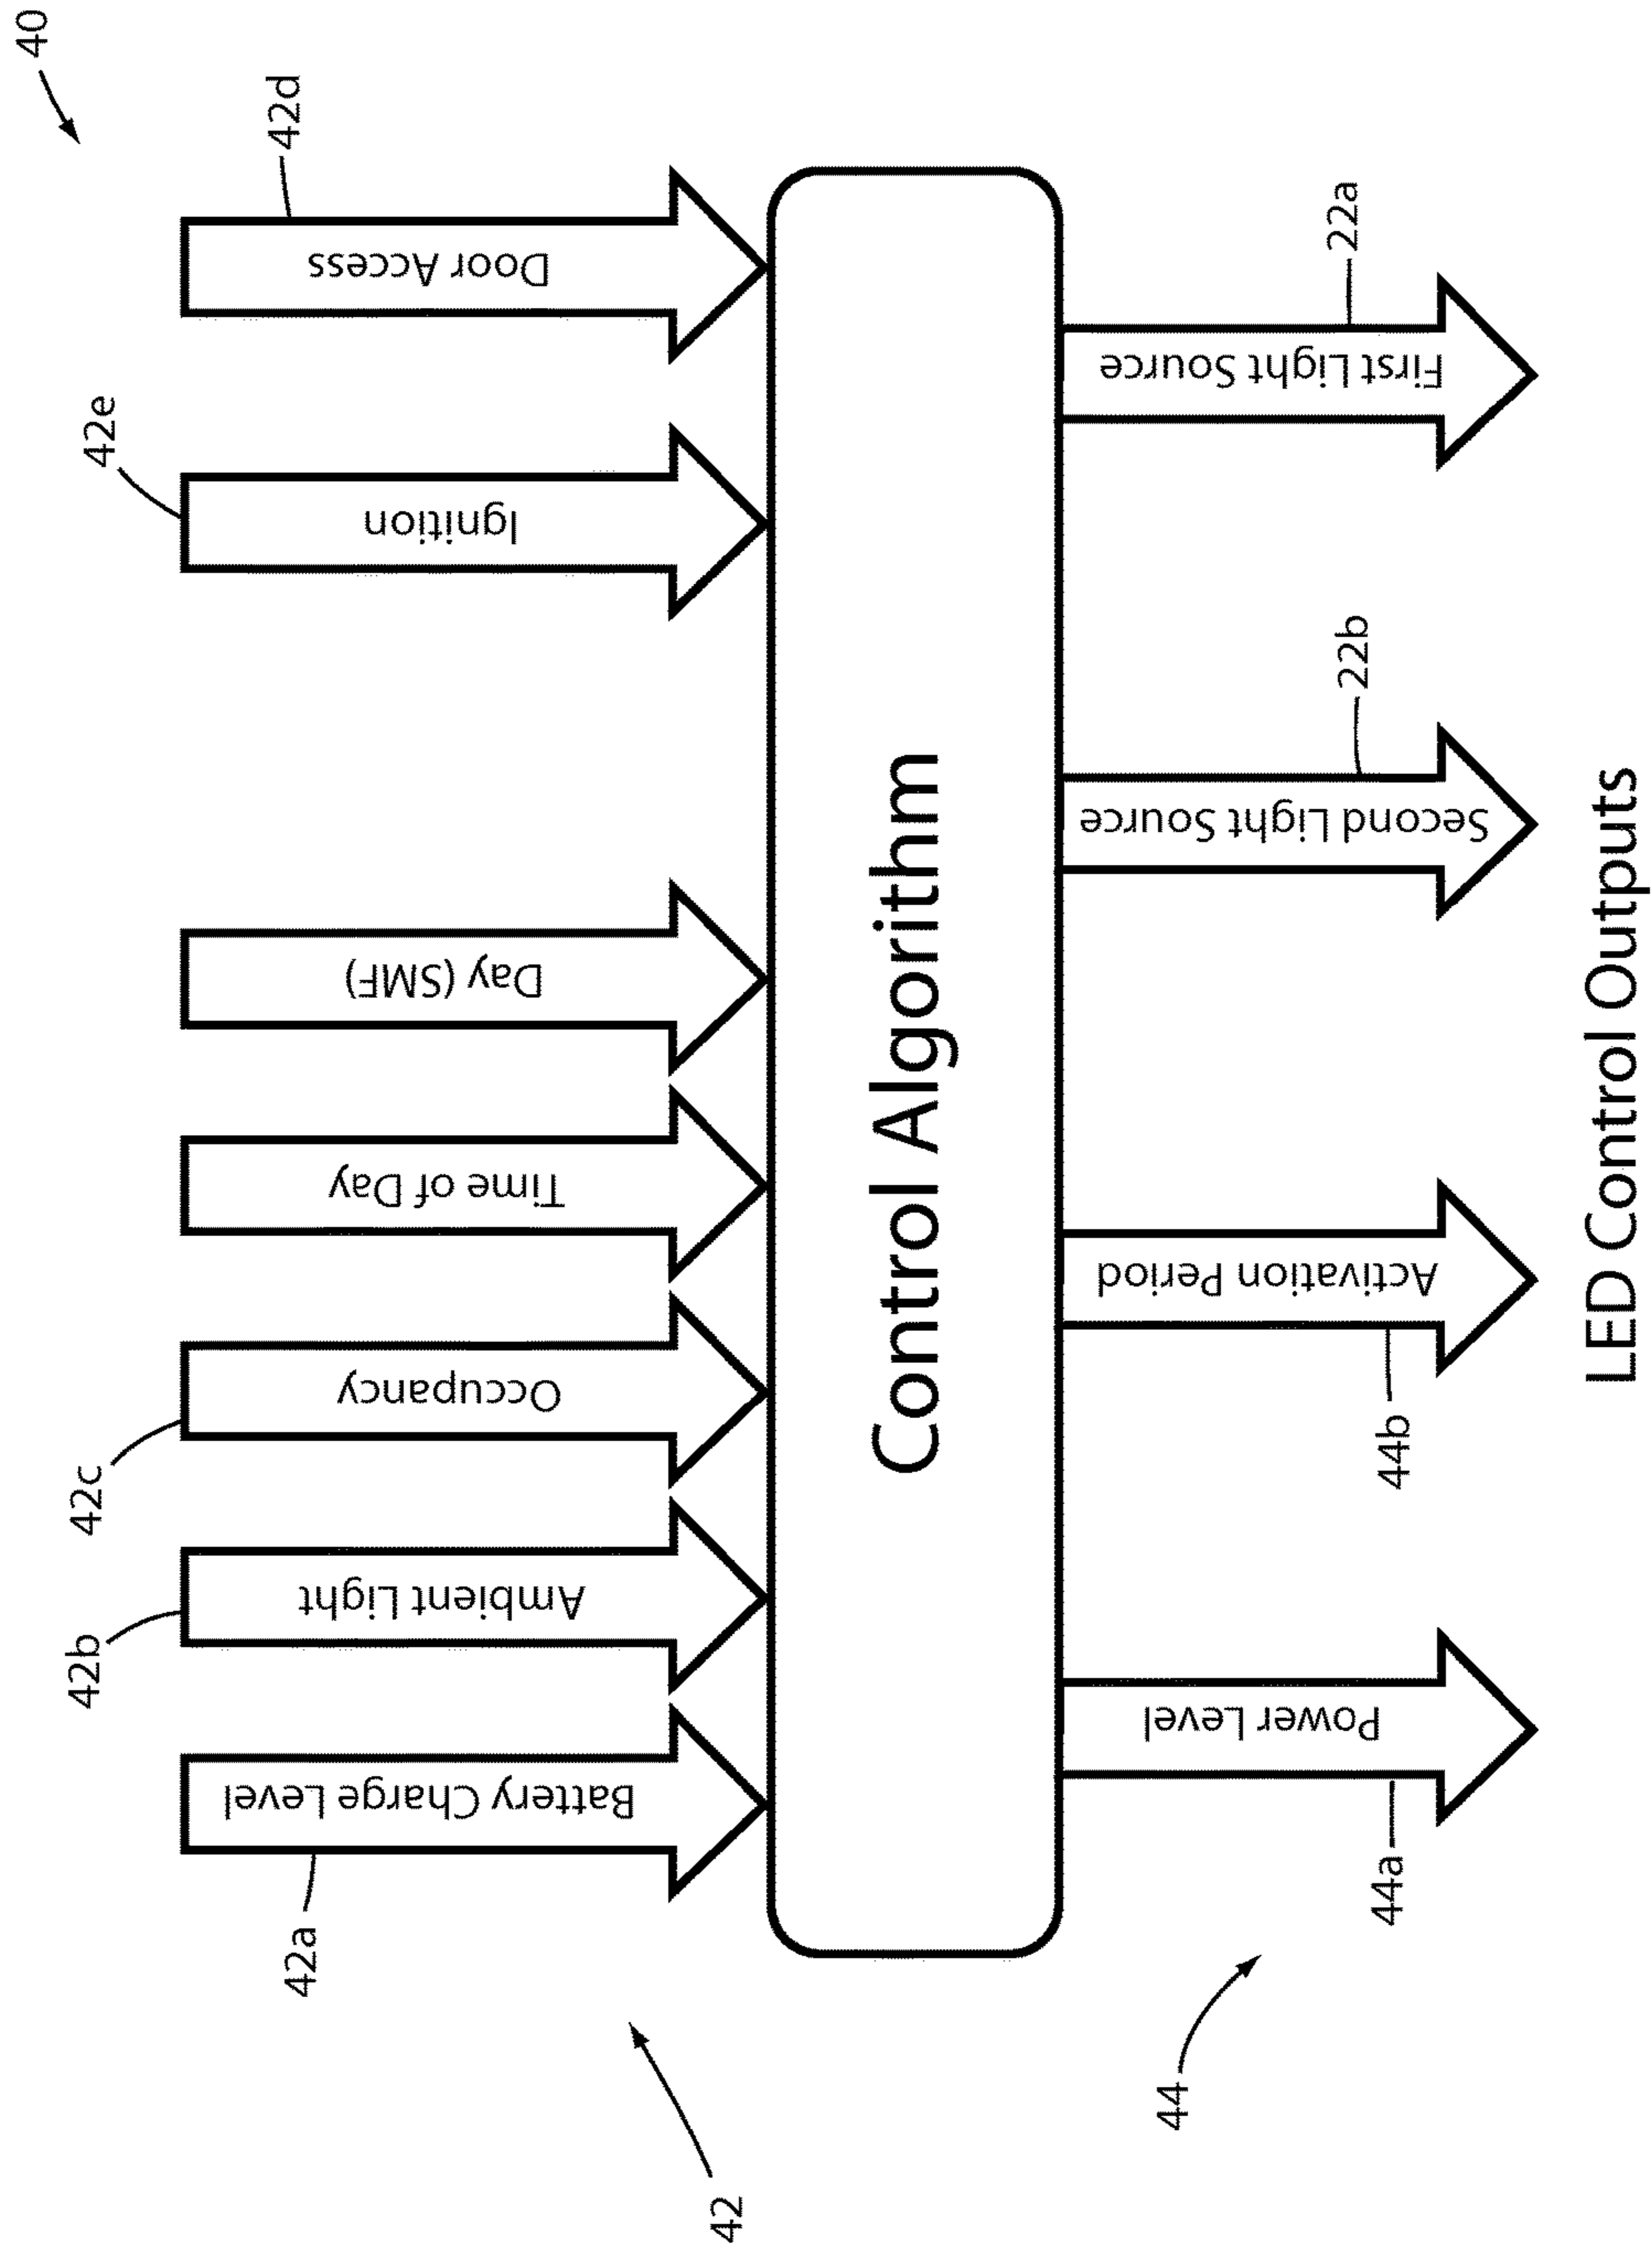 40
42a
Battery Charge Level
42b
Ambient Light
42c
Occupancy
Time of Day
Day (SMF)
42e
Ignition
42d
Door Access
42
Control Algorithm
44
44a
Power Level
44b
Activation Period
22b
Second Light Source
22a
First Light Source
LED Control Outputs